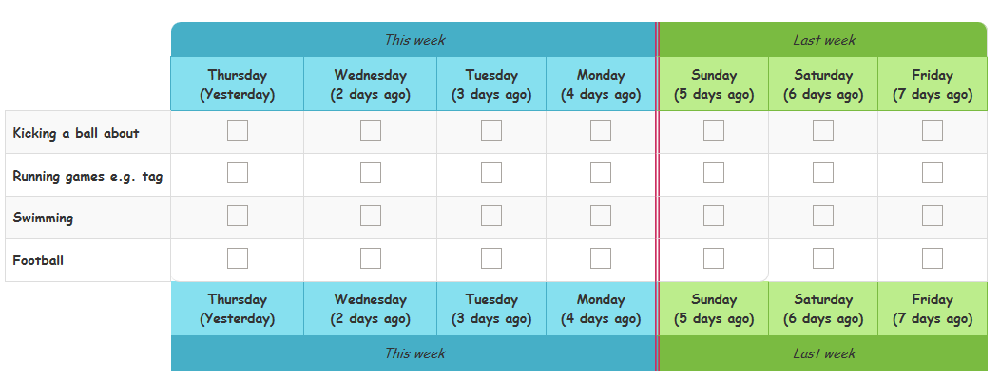 This week Last week
Thursday Wednesday Tuesday Monday Sunday Saturday Friday
(Yesterday) (2 days ago) (3 days ago) (4 days ago) (5 days ago) (6 days ago) (7 days ago)
Kicking a ball about
Running games e.g. tag
Swimming
Football
Thursday Wednesday Tuesday Monday Sunday Saturday Friday
(Yesterday) (2 days ago) (3 days ago) (4 days ago) (5 days ago) (6 days ago) (7 days ago)
This week Last week